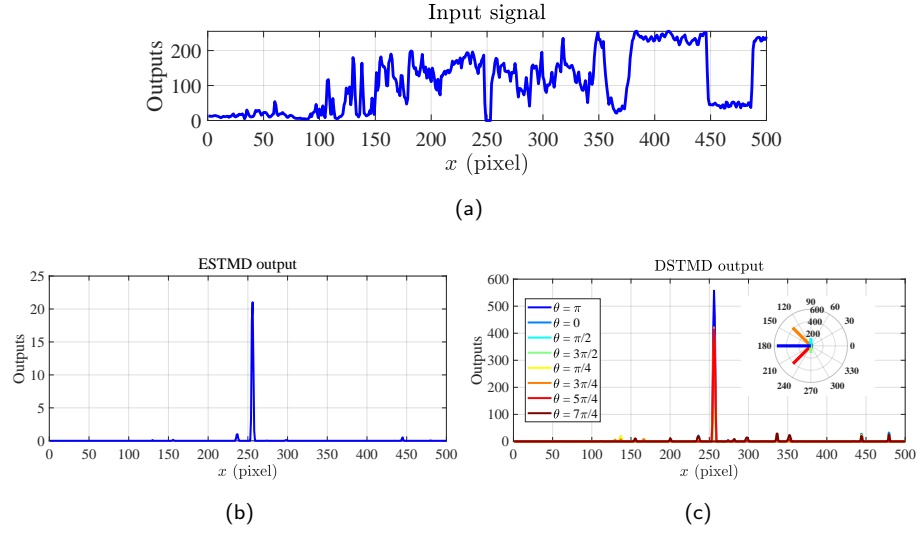 Input signal
Outputs
200
100
0
0 50 100 150 200 250 300 350 400 450 500
x (pixel)
(a)
ESTMD output
Outputs
25
20
15
10
5
0
0 50 100 150 200 250 300 350 400 450 500
x (pixel)
(b)
DSTMD output
Outputs
600
500
400
300
200
100
0
0 50 100 150 200 250 300 350 400 450 500
x (pixel)
θ = π
θ = 0
θ = π/2
θ = 3π/2
θ = π/4
θ = 3π/4
θ = 5π/4
θ = 7π/4
90
120 60
600
150 400 30
200
180 0
210 330
240 300
270
(c)